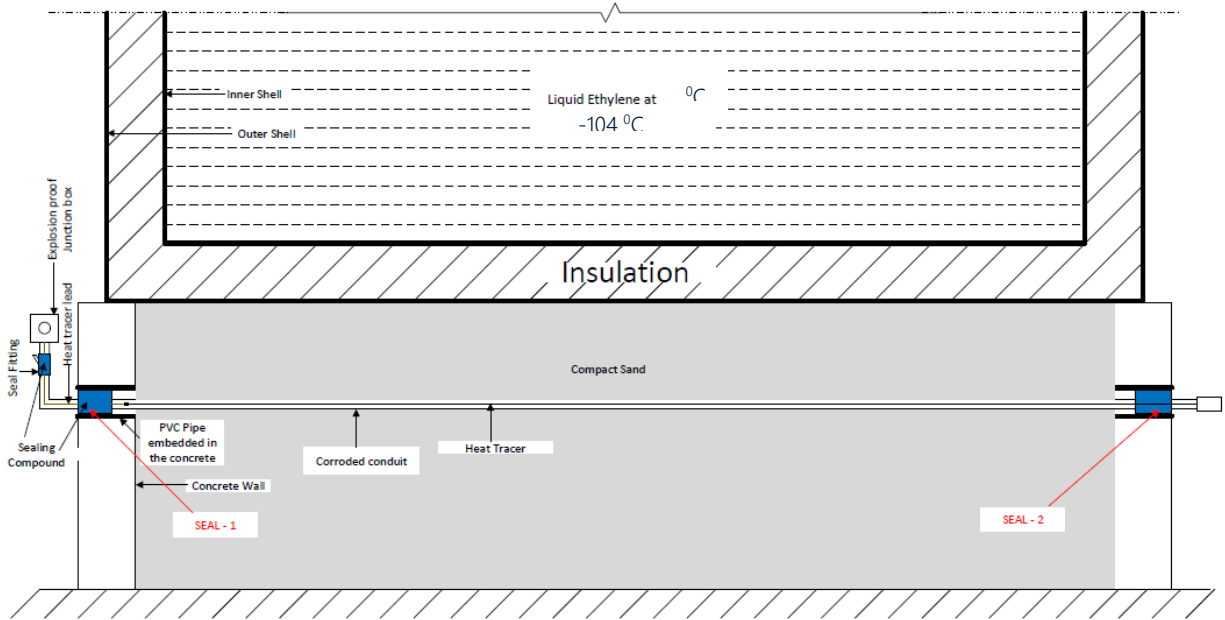 Inner Shell
Outer Shell
Liquid Ethylene at
⁰C
-104 ⁰C
Explosion proof
Junction box
Heat tracer lead
Seal Fitting
Insulation
Compact Sand
Sealing
Compound
PVC Pipe
embedded in
the concrete
Corroded conduit
Heat Tracer
Concrete Wall
SEAL - 1
SEAL - 2